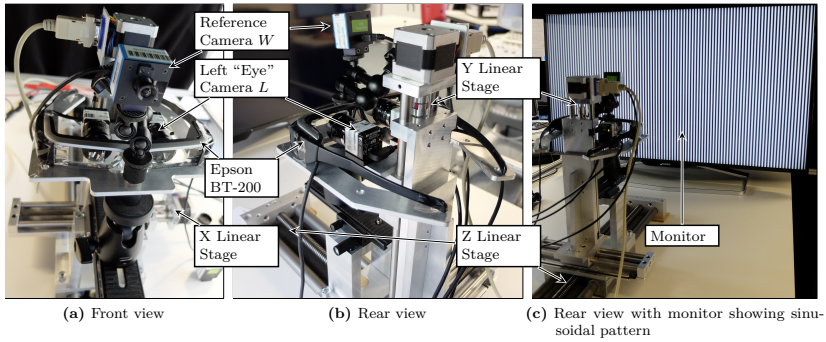 Reference
Camera W
Left “Eye”
Camera L
Epson
BT-200
X Linear
Stage
Y Linear
Stage
Z Linear
Stage
Monitor
(a) Front view
(b) Rear view
(c) Rear view with monitor showing sinu-
soidal pattern